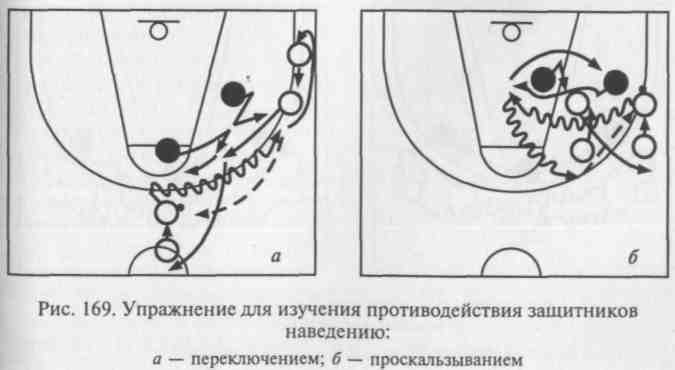 а
б
Рис. 169. Упражнение для изучения противодействия защитников
наведению:
а — переключением; б — проскальзыванием